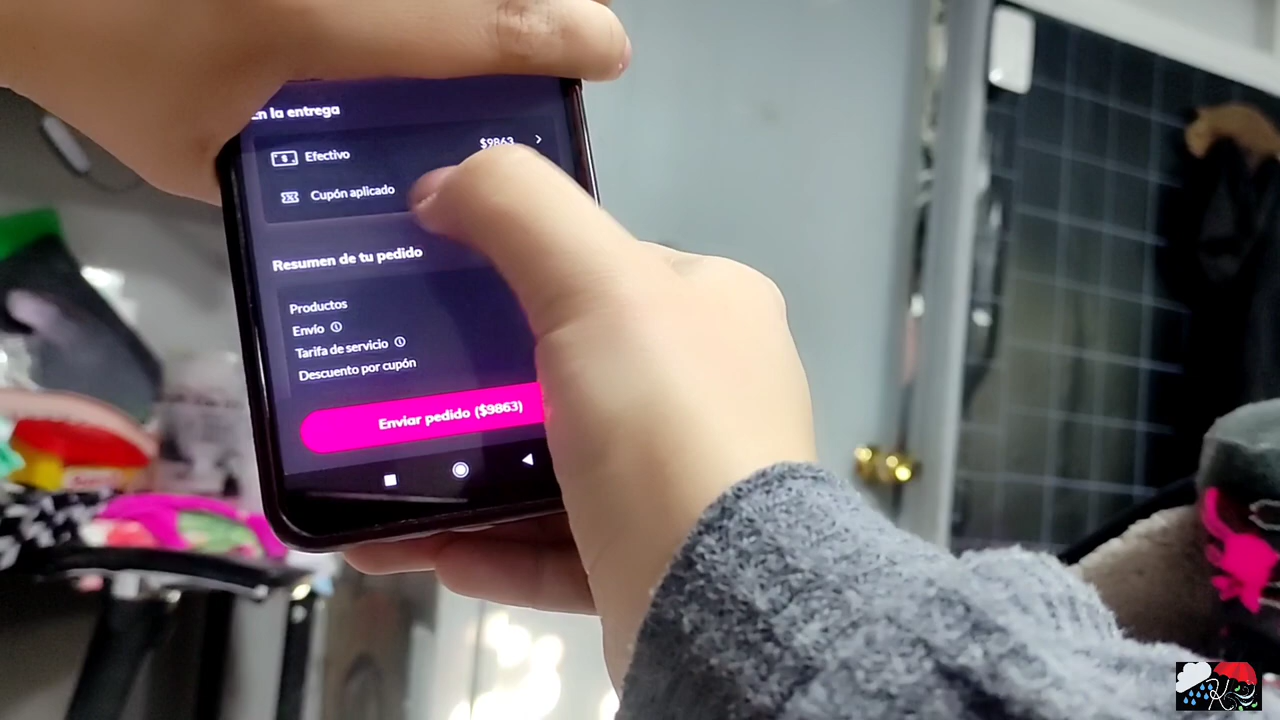 En la entrega
Efectivo $9863
Cupón aplicado
Resumen de tu pedido
Productos
Envío
Tarifa de servicio
Descuento por cupón
Enviar pedido ($9863)